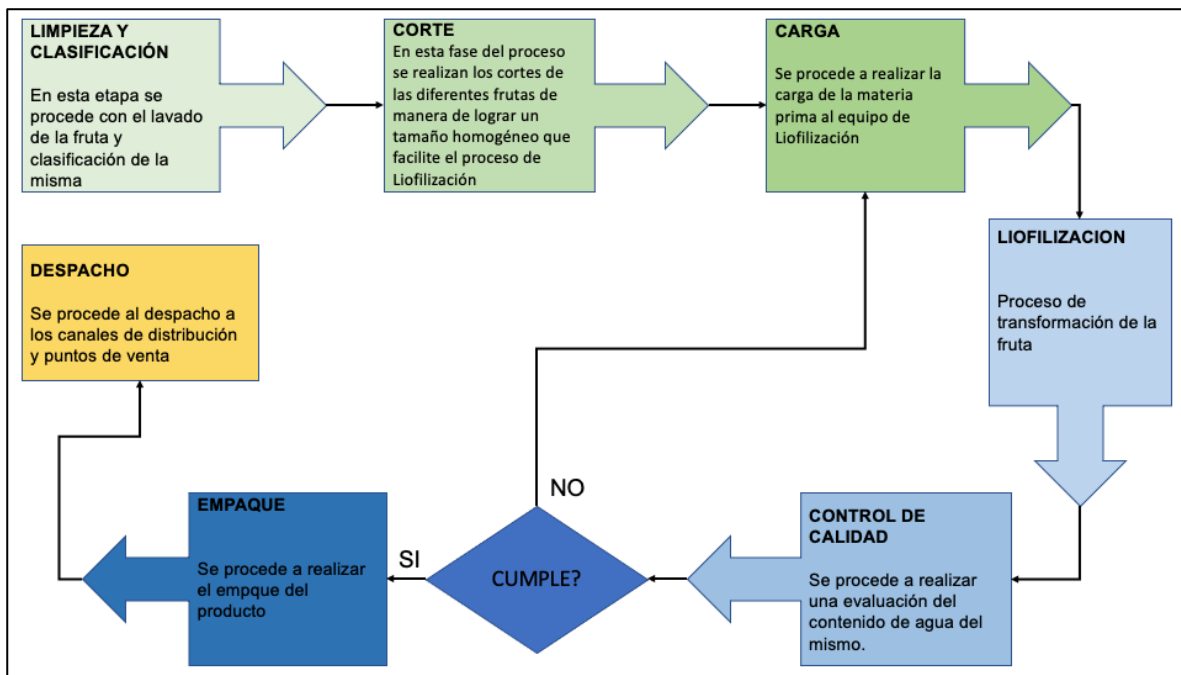 LIMPIEZA Y
CLASIFICACIÓN
En esta etapa se
procede con el lavado
de la fruta y
clasificación de la
misma
CORTE
En esta fase del proceso
se realizan los cortes de
las diferentes frutas de
manera de lograr un
tamaño homogéneo que
facilite el proceso de
Liofilización
CARGA
Se procede a realizar la
carga de la materia
prima al equipo de
Liofilización
LIOFILIZACION
Proceso de
transformación de la
fruta
CONTROL DE
CALIDAD
Se procede a realizar
una evaluación del
contenido de agua del
mismo.
CUMPLE?
NO
SI
EMPAQUE
Se procede a realizar
el empque del
producto
DESPACHO
Se procede al despacho a
los canales de distribución
y puntos de venta